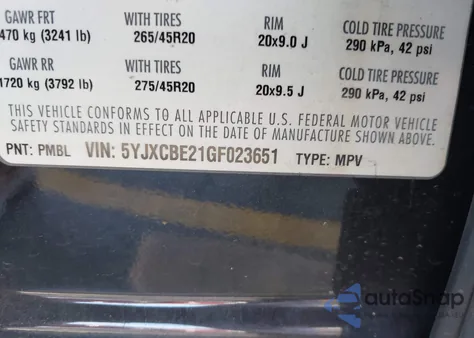 GAWR FRT WITH TIRES RIM COLD TIRE PRESSURE
470 kg (3241 lb) 265/45R20 20x9.0 J 290 kPa, 42 psi
GAWR RR WITH TIRES RIM COLD TIRE PRESSURE
1720 kg (3792 lb) 275/45R20 20x9.5 J 290 kPa, 42 psi
THIS VEHICLE CONFORMS TO ALL APPLICABLE U.S. FEDERAL MOTOR VEHICLE
SAFETY STANDARDS IN EFFECT ON THE DATE OF MANUFACTURE SHOWN ABOVE.
PNT: PMBL VIN: 5YJXCBE21GF023651 TYPE: MPV
autoSnap